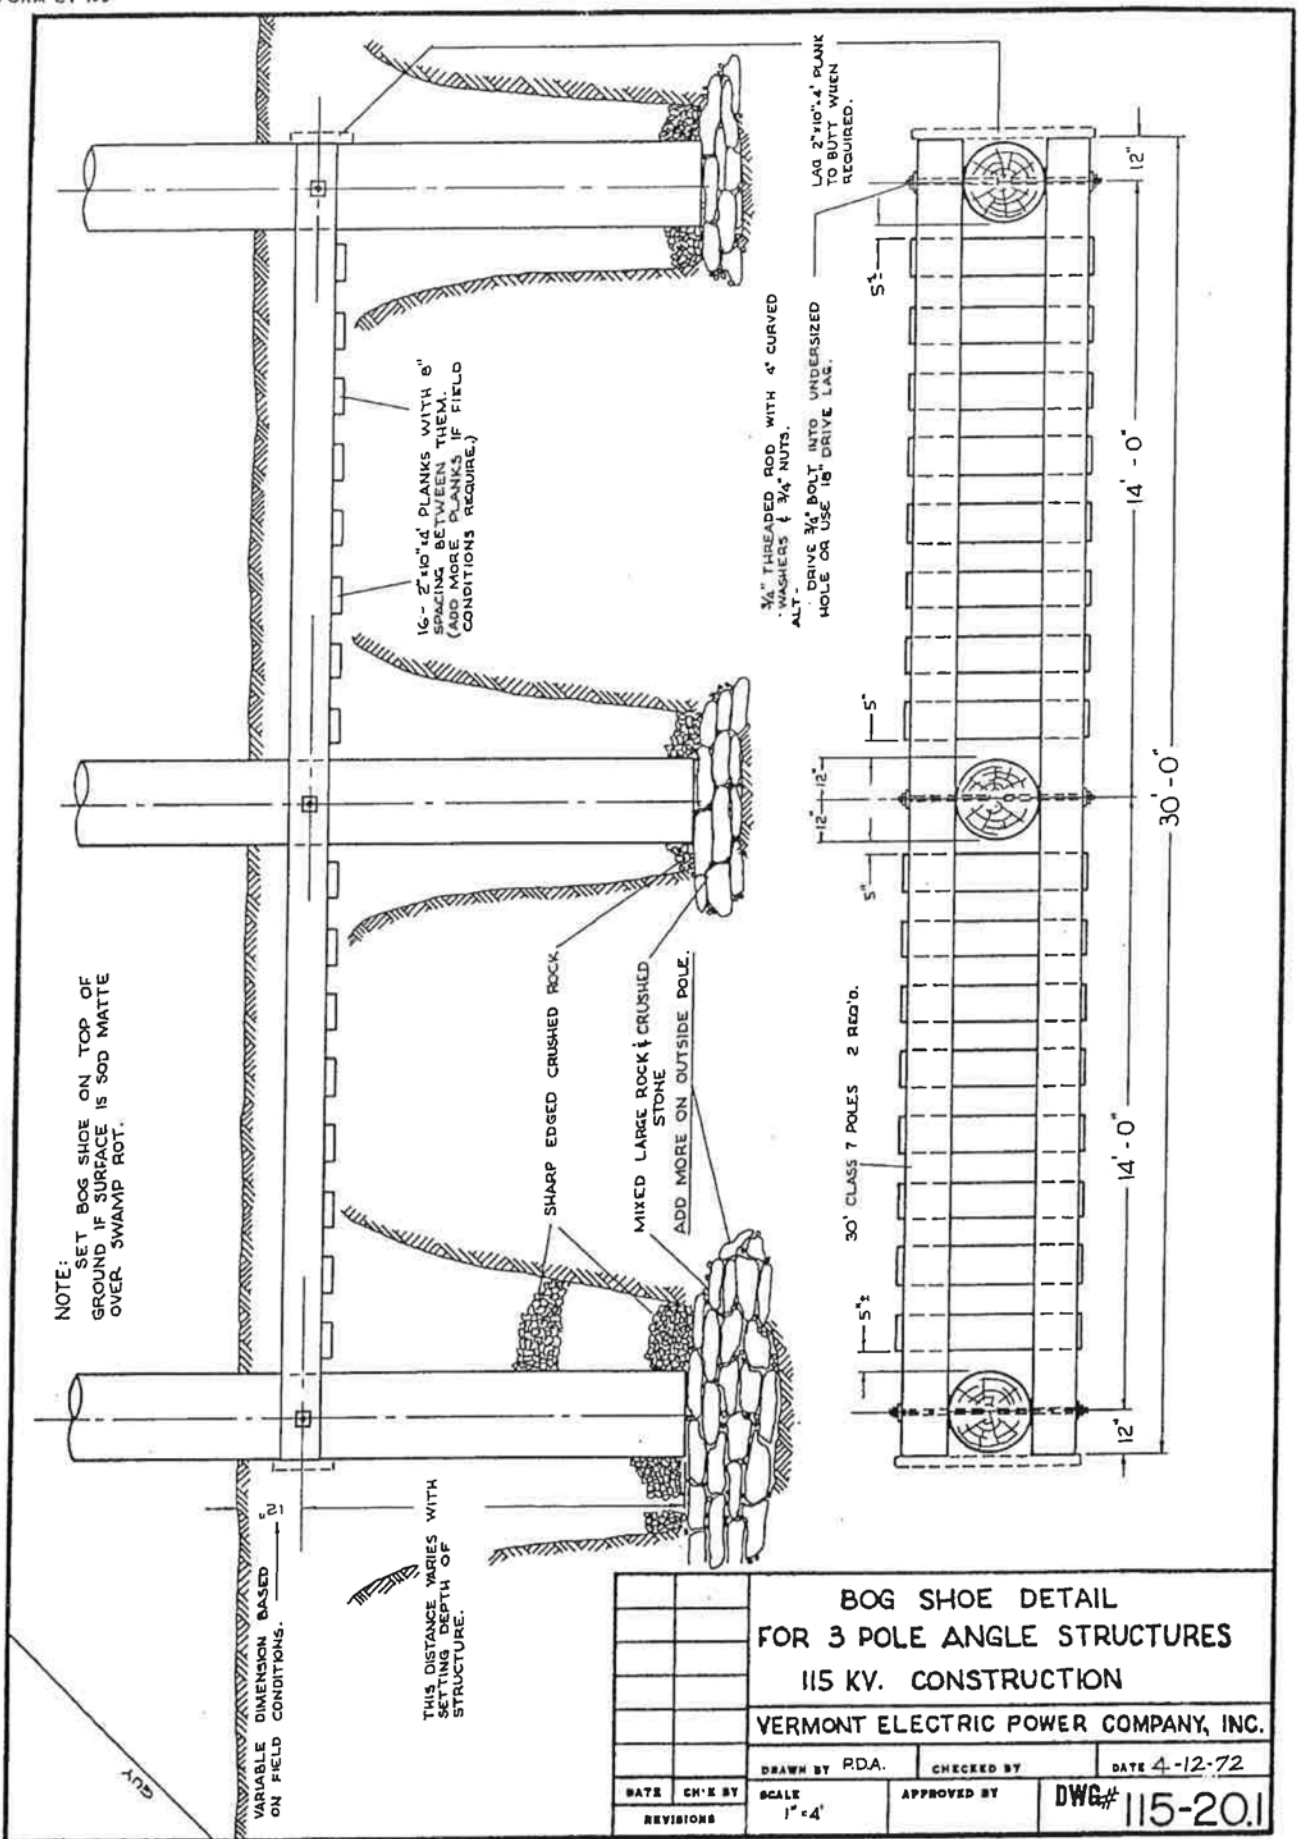 NOTE:
SET BOG SHOE ON TOP OF
GROUND IF SURFACE IS SOD MATTE
OVER SWAMP ROT.
GUY
VARIABLE DIMENSION BASED
ON FIELD CONDITIONS.
12"
THIS DISTANCE VARIES WITH
SETTING DEPTH OF
STRUCTURE.
16- 2"x10"x4' PLANKS WITH 8"
SPACING BETWEEN THEM.
(ADD MORE PLANKS IF FIELD
CONDITIONS REQUIRE.)
SHARP EDGED CRUSHED ROCK
MIXED LARGE ROCK & CRUSHED
STONE
ADD MORE ON OUTSIDE POLE.
LAG 2"x10"x4' PLANK
TO BUTT WHEN
REQUIRED.
3/4" THREADED ROD WITH 4" CURVED
WASHERS & 3/4" NUTS.
ALT-
DRIVE 3/4" BOLT INTO UNDERSIZED
HOLE OR USE 18" DRIVE LAG.
30' CLASS 7 POLES 2 REQ'D.
5"±
5"
12" 12"
5"
5"±
12"
14'-0"
14'-0"
12"
30'-0"
BOG SHOE DETAIL
FOR 3 POLE ANGLE STRUCTURES
115 KV. CONSTRUCTION
VERMONT ELECTRIC POWER COMPANY, INC.
DRAWN BY P.D.A.
CHECKED BY
DATE 4-12-72
SCALE
1"=4'
APPROVED BY
DWG# 115-20.1
DATE CH'K BY
REVISIONS